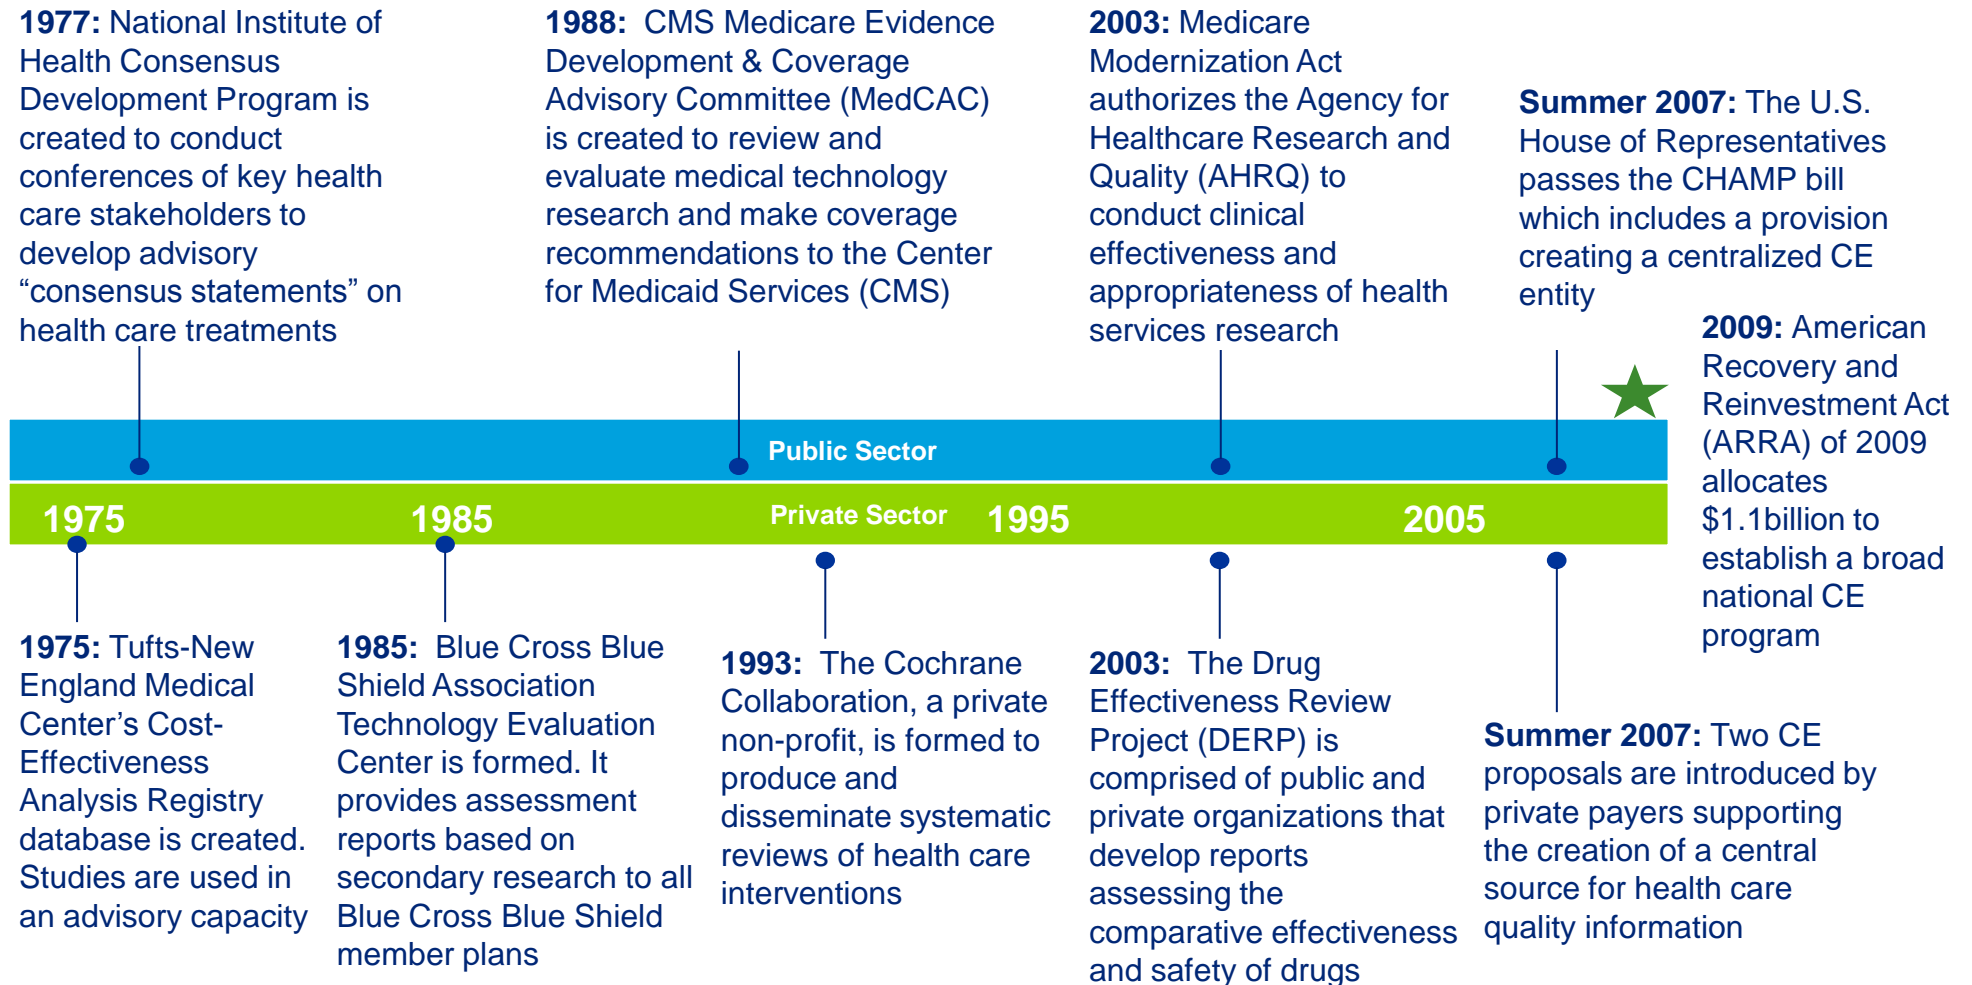 1977: National Institute of
Health Consensus
Development Program is
created to conduct
conferences of key health
care stakeholders to
develop advisory
“consensus statements” on
health care treatments
1988: CMS Medicare Evidence
Development & Coverage
Advisory Committee (MedCAC)
is created to review and
evaluate medical technology
research and make coverage
recommendations to the Center
for Medicaid Services (CMS)
2003: Medicare
Modernization Act
authorizes the Agency for
Healthcare Research and
Quality (AHRQ) to
conduct clinical
effectiveness and
appropriateness of health
services research
Summer 2007: The U.S.
House of Representatives
passes the CHAMP bill
which includes a provision
creating a centralized CE
entity
2009: American
Recovery and
Reinvestment Act
(ARRA) of 2009
allocates
$1.1billion to
establish a broad
national CE
program
Public Sector
1975
1985
Private Sector
1995
2005
1975: Tufts-New
England Medical
Center’s Cost-
Effectiveness
Analysis Registry
database is created.
Studies are used in
an advisory capacity
1985: Blue Cross Blue
Shield Association
Technology Evaluation
Center is formed. It
provides assessment
reports based on
secondary research to all
Blue Cross Blue Shield
member plans
1993: The Cochrane
Collaboration, a private
non-profit, is formed to
produce and
disseminate systematic
reviews of health care
interventions
2003: The Drug
Effectiveness Review
Project (DERP) is
comprised of public and
private organizations that
develop reports
assessing the
comparative effectiveness
and safety of drugs
Summer 2007: Two CE
proposals are introduced by
private payers supporting
the creation of a central
source for health care
quality information